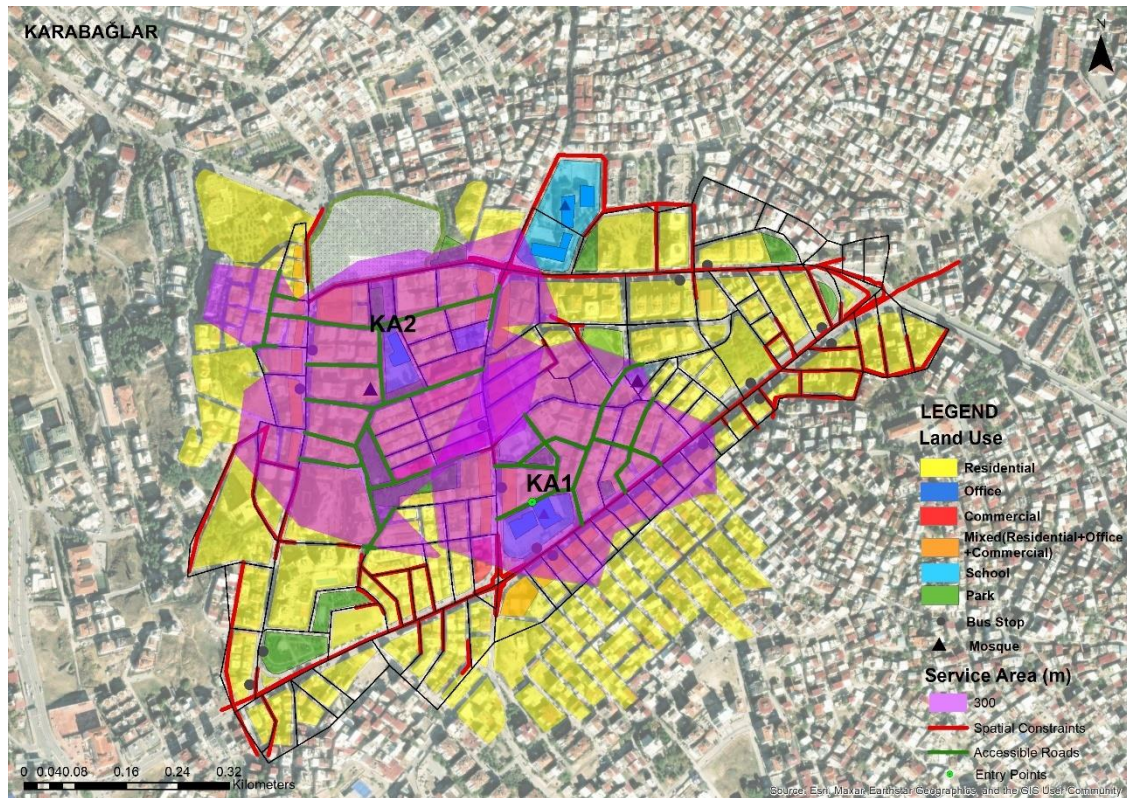 KARABAĞLAR
N
KA2
KA1
LEGEND
Land Use
Residential
Office
Commercial
Mixed(Residential+Office
+Commercial)
School
Park
Bus Stop
Mosque
Service Area (m)
300
Spatial Constraints
Accessible Roads
Entry Points
0 0.040.08 0.16 0.24 0.32
Kilometers
Source: Esri, Maxar, Earthstar Geographics, and the GIS User Community